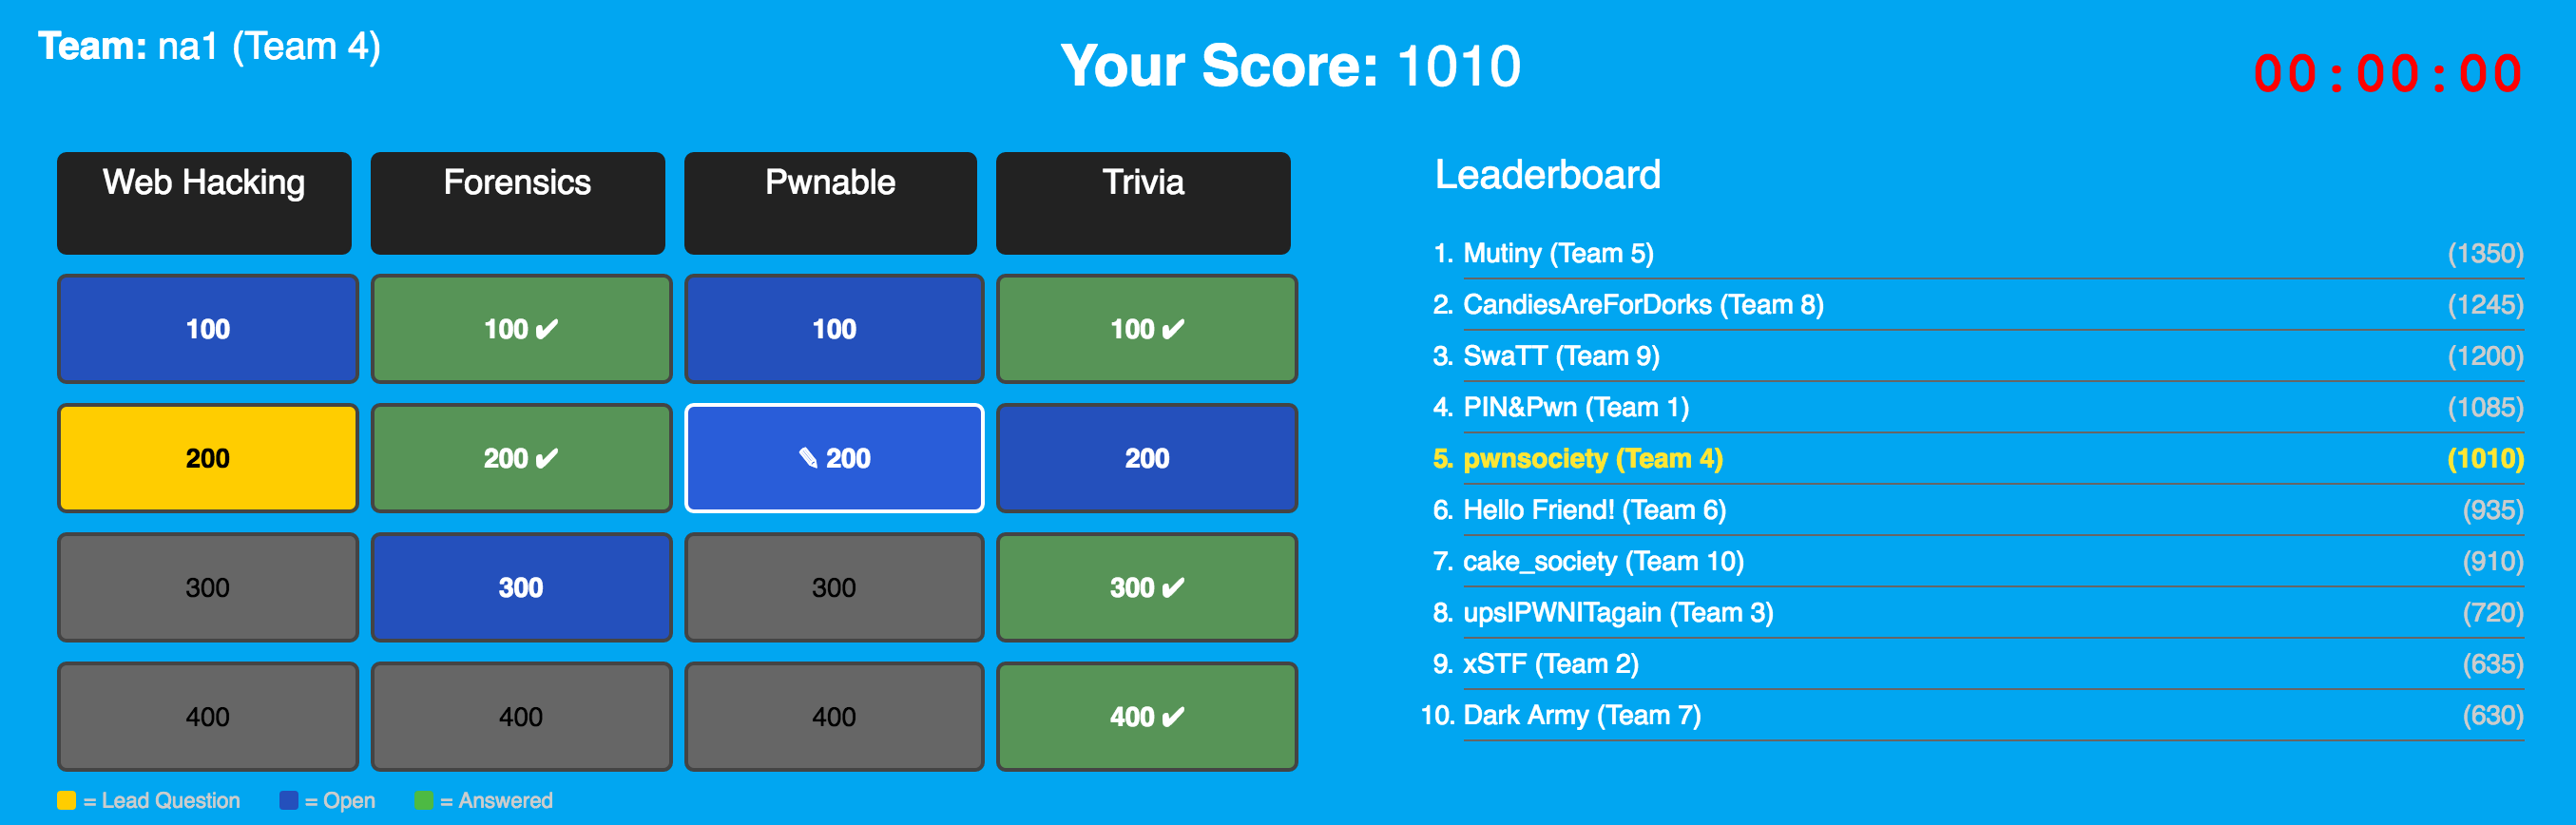 Team: na1 (Team 4)
Your Score: 1010
00:00:00
Web Hacking Forensics Pwnable Trivia
100 100 ✔ 100 100 ✔
200 200 ✔ ✎ 200 200
300 300 300 300 ✔
400 400 400 400 ✔
= Lead Question = Open = Answered
Leaderboard
1. Mutiny (Team 5) (1350)
2. CandiesAreForDorks (Team 8) (1245)
3. SwaTT (Team 9) (1200)
4. PIN&Pwn (Team 1) (1085)
5. pwnsociety (Team 4) (1010)
6. Hello Friend! (Team 6) (935)
7. cake_society (Team 10) (910)
8. upsIPWNITagain (Team 3) (720)
9. xSTF (Team 2) (635)
10. Dark Army (Team 7) (630)